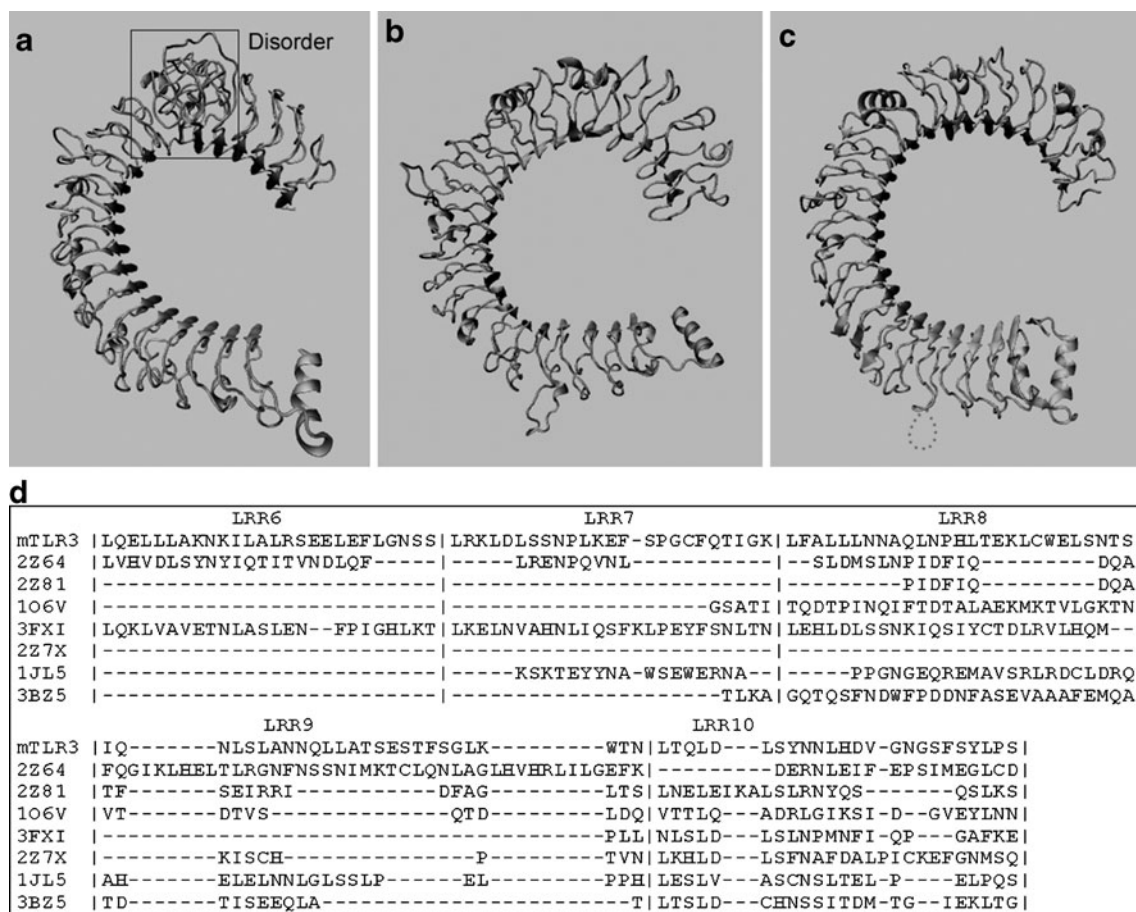 a
Disorder
b
c
d
LRR6 LRR7 LRR8
mTLR3 |LQELLLAKNKILALRSEELEFLGNSS|LRKLDLSSNPLKEF-SPGCFQTIGK|LFALLLNNAQLNPHLTEKLCWELSNTS
2Z64 |LVHVDLSYNYIQTITVNDLQF-----|-----LRENPQVNL----------|--SLDMSLNPIDFIQ---------DQA
2Z81 |--------------------------|-------------------------|---------PIDFIQ---------DQA
1O6V |--------------------------|--------------------GSATI|TQDTPINQIFTDTALAEKMKTVLGKTN
3FXI |LQKLVAVETNLASLEN--FPIGHLKT|LKELNVAHNLIQSFKLPEYFSNLTN|LEHLDLSSNKIQSIYCTDLRVLHQM--
2Z7X |--------------------------|-------------------------|---------------------------
1JL5 |--------------------------|-----KSKTEYYNA-WSEWERNA--|-----PPGNGEQREMAVSRLRDCLDRQ
3BZ5 |--------------------------|---------------------TLKA|GQTQSFNDWFPDDNFASEVAAAFEMQA
LRR9 LRR10
mTLR3 |IQ-------NLSLANNQLLATSESTFSGLK---------WTN|LTQLD---LSYNNLHDV-GNGSFSYLPS|
2Z64 |FQGIKLHELTLRGNFNSSNIMKTCLQNLAGLHVHRLILGEFK|---------DERNLEIF-EPSIMEGLCD|
2Z81 |TF-------SEIRRI-----------DFAG---------LTS|LNELEIKALSLRNYQS-------QSLKS|
1O6V |VT-------DTVS-------------QTD----------LDQ|VTTLQ---ADRLGIKSI-D--GVEYLNN|
3FXI |---------------------------------------PLL|NLSLD---LSLNPMNFI-QP---GAFKE|
2Z7X |---------KISCH---------------P---------TVN|LKHLD---LSFNAFDALPICKEFGNMSQ|
1JL5 |AH-------ELELNNLGLSSLP-----EL----------PPH|LESLV---ASCNSLTEL-P----ELPQS|
3BZ5 |TD-------TISEEQLA------------------------T|LTSLD---CHNSSITDM-TG---IEKLTG|